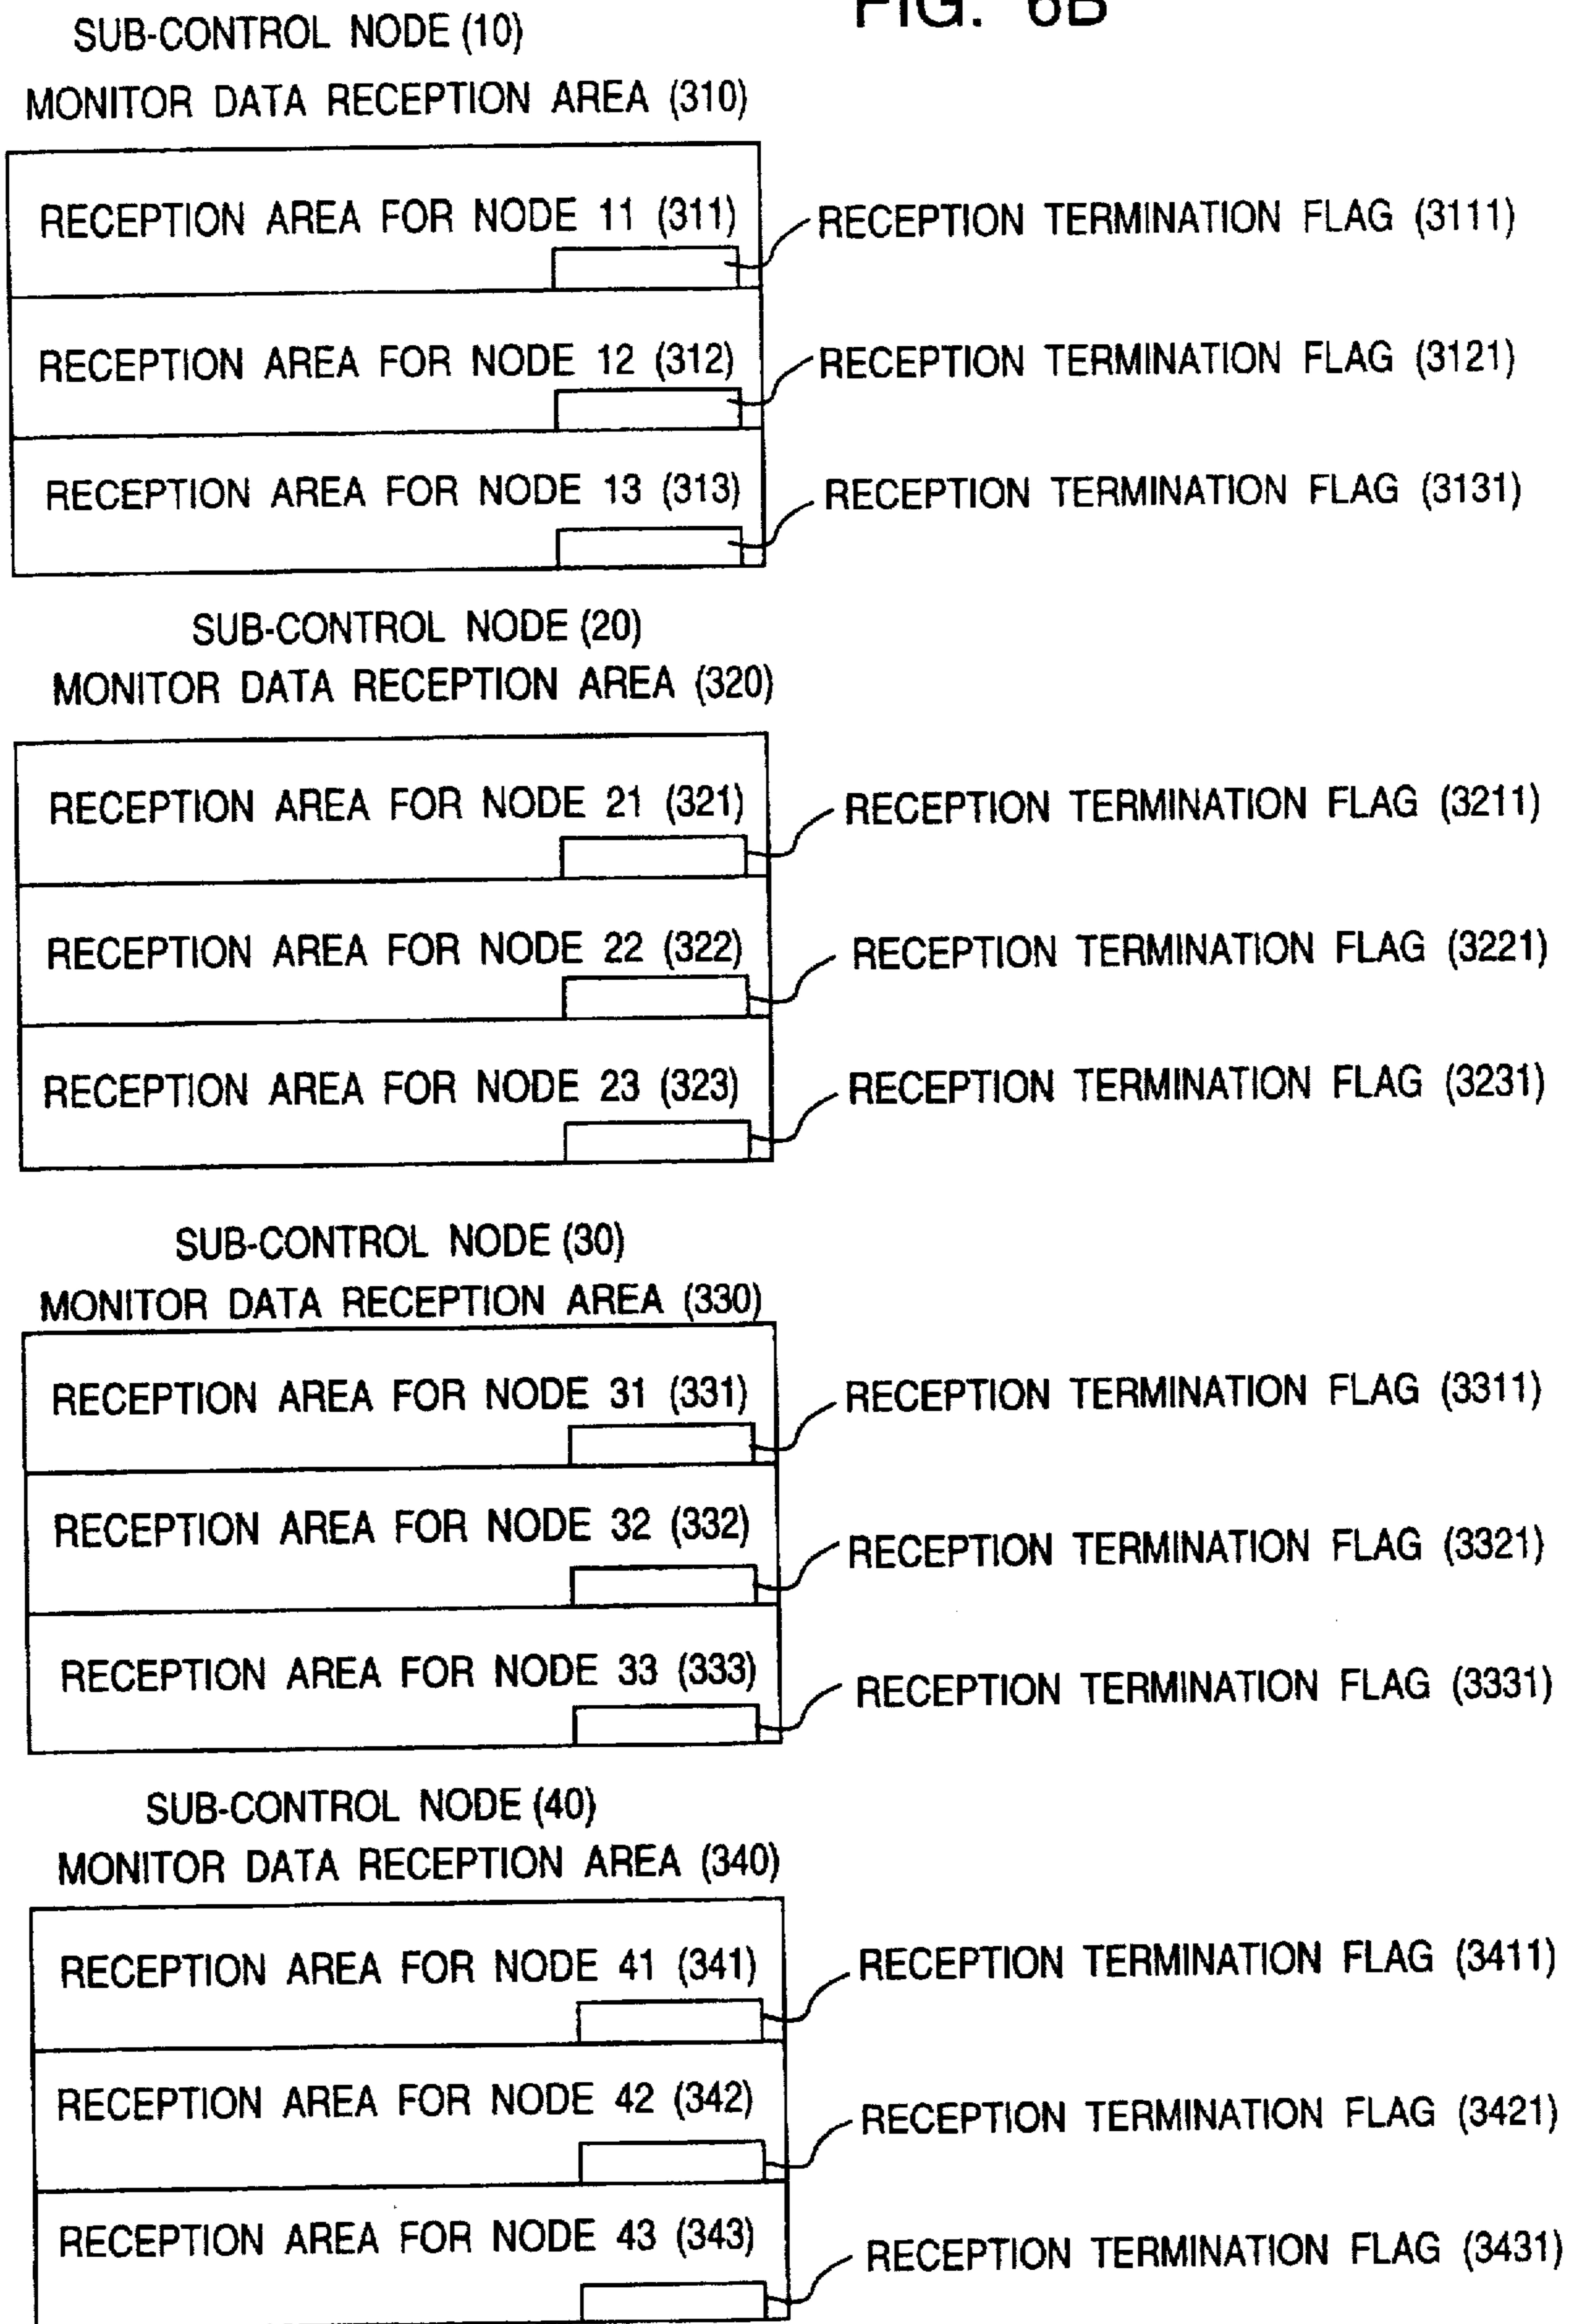 FIG. 6B
SUB-CONTROL NODE (10)
MONITOR DATA RECEPTION AREA (310)
RECEPTION AREA FOR NODE 11 (311)
RECEPTION TERMINATION FLAG (3111)
RECEPTION AREA FOR NODE 12 (312)
RECEPTION TERMINATION FLAG (3121)
RECEPTION AREA FOR NODE 13 (313)
RECEPTION TERMINATION FLAG (3131)
SUB-CONTROL NODE (20)
MONITOR DATA RECEPTION AREA (320)
RECEPTION AREA FOR NODE 21 (321)
RECEPTION TERMINATION FLAG (3211)
RECEPTION AREA FOR NODE 22 (322)
RECEPTION TERMINATION FLAG (3221)
RECEPTION AREA FOR NODE 23 (323)
RECEPTION TERMINATION FLAG (3231)
SUB-CONTROL NODE (30)
MONITOR DATA RECEPTION AREA (330)
RECEPTION AREA FOR NODE 31 (331)
RECEPTION TERMINATION FLAG (3311)
RECEPTION AREA FOR NODE 32 (332)
RECEPTION TERMINATION FLAG (3321)
RECEPTION AREA FOR NODE 33 (333)
RECEPTION TERMINATION FLAG (3331)
SUB-CONTROL NODE (40)
MONITOR DATA RECEPTION AREA (340)
RECEPTION AREA FOR NODE 41 (341)
RECEPTION TERMINATION FLAG (3411)
RECEPTION AREA FOR NODE 42 (342)
RECEPTION TERMINATION FLAG (3421)
RECEPTION AREA FOR NODE 43 (343)
RECEPTION TERMINATION FLAG (3431)